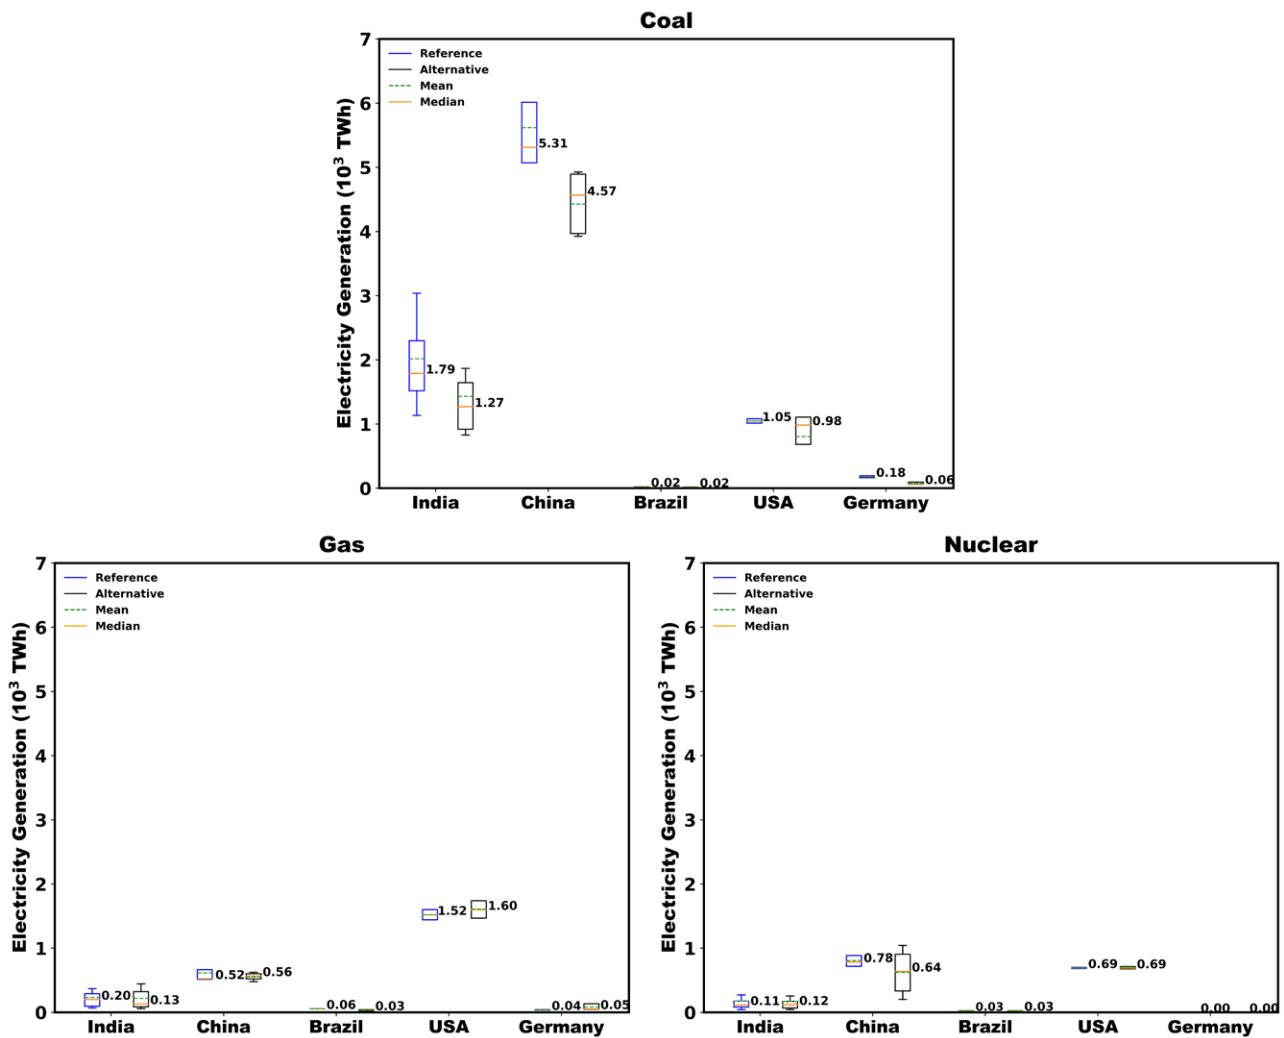 Coal
Electricity Generation (10³ TWh)
7
6
5
4
3
2
1
0
Reference
Alternative
Mean
Median
1.79
1.27
5.31
4.57
0.02
0.02
1.05
0.98
0.18
0.06
India China Brazil USA Germany
Gas
Electricity Generation (10³ TWh)
7
6
5
4
3
2
1
0
Reference
Alternative
Mean
Median
0.20
0.13
0.52
0.56
0.06
0.03
1.52
1.60
0.04
0.05
India China Brazil USA Germany
Nuclear
Electricity Generation (10³ TWh)
7
6
5
4
3
2
1
0
Reference
Alternative
Mean
Median
0.11
0.12
0.78
0.64
0.03
0.03
0.69
0.69
0.00
0.00
India China Brazil USA Germany